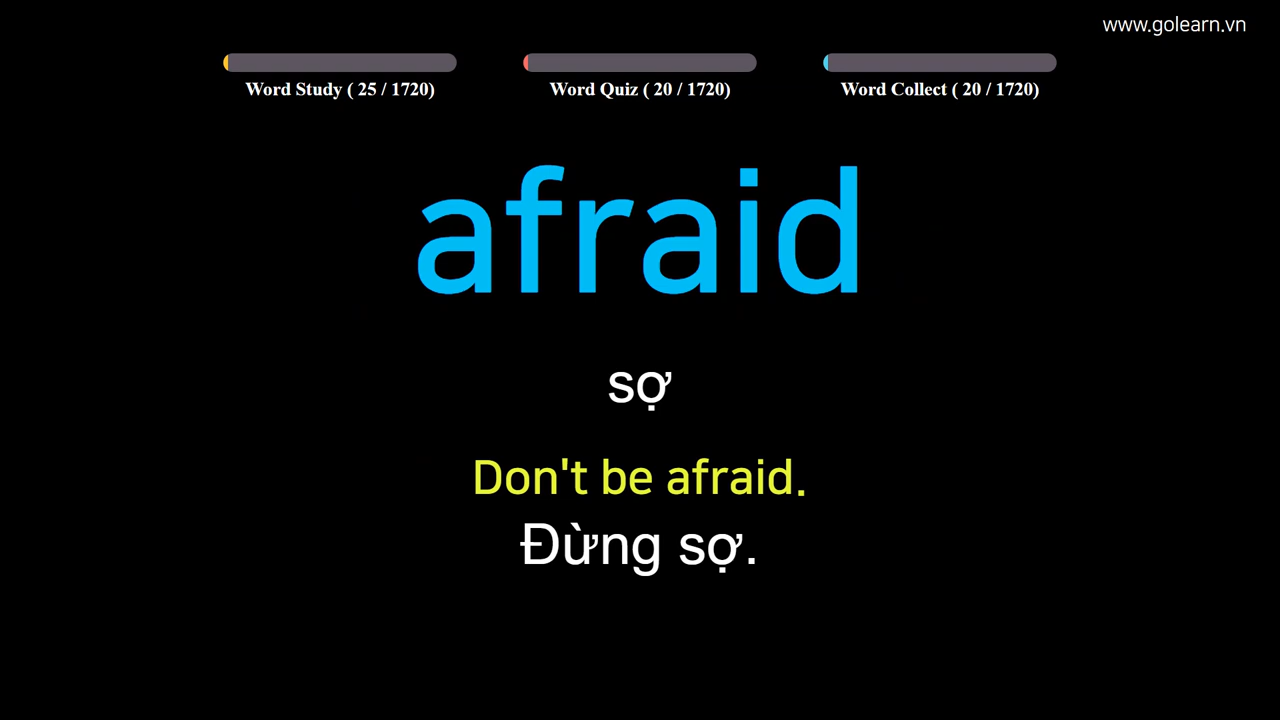 www.golearn.vn
Word Study ( 25 / 1720) Word Quiz ( 20 / 1720) Word Collect ( 20 / 1720)
afraid
sợ
Don't be afraid.
Đừng sợ.